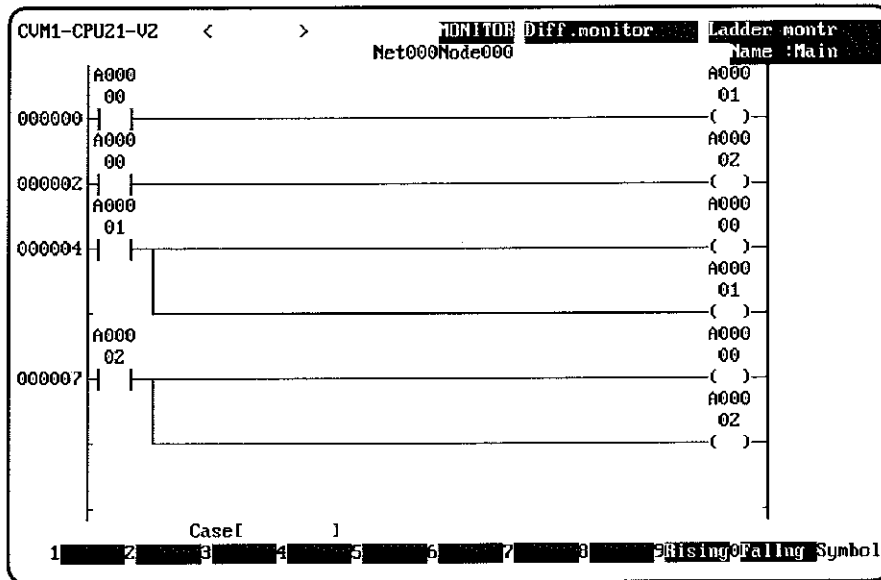 CVM1-CPU21-V2 < > MONITOR Diff.monitor Ladder montr
Net000Node000 Name :Main
A000 A000
00 01
000000 ( )
A000 A000
00 02
000002 ( )
A000 A000
01 00
000004 ( )
A000
01
( )
A000 A000
02 00
000007 ( )
A000
02
( )
Case[ ]
1 2 3 4 5 6 7 8 9Rising0Fallng Symbol